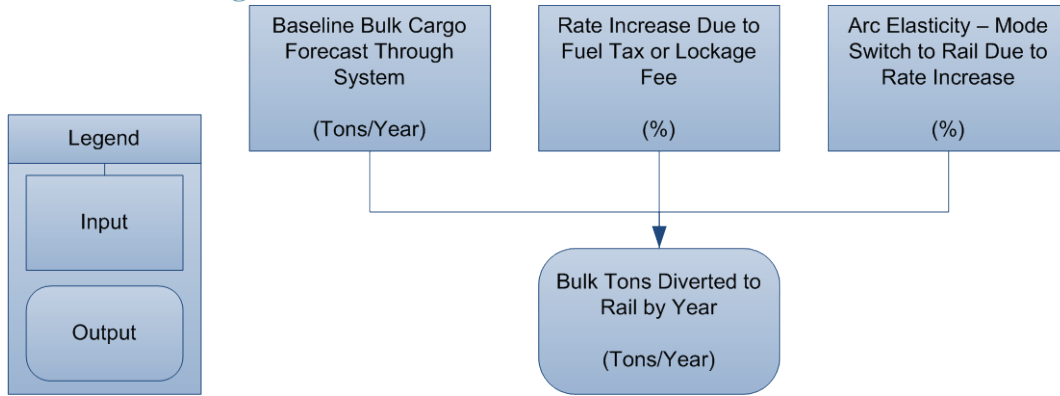 Baseline Bulk Cargo
Forecast Through
System
(Tons/Year)
Rate Increase Due to
Fuel Tax or Lockage
Fee
(%)
Arc Elasticity – Mode
Switch to Rail Due to
Rate Increase
(%)
Legend
Input
Output
Bulk Tons Diverted to
Rail by Year
(Tons/Year)